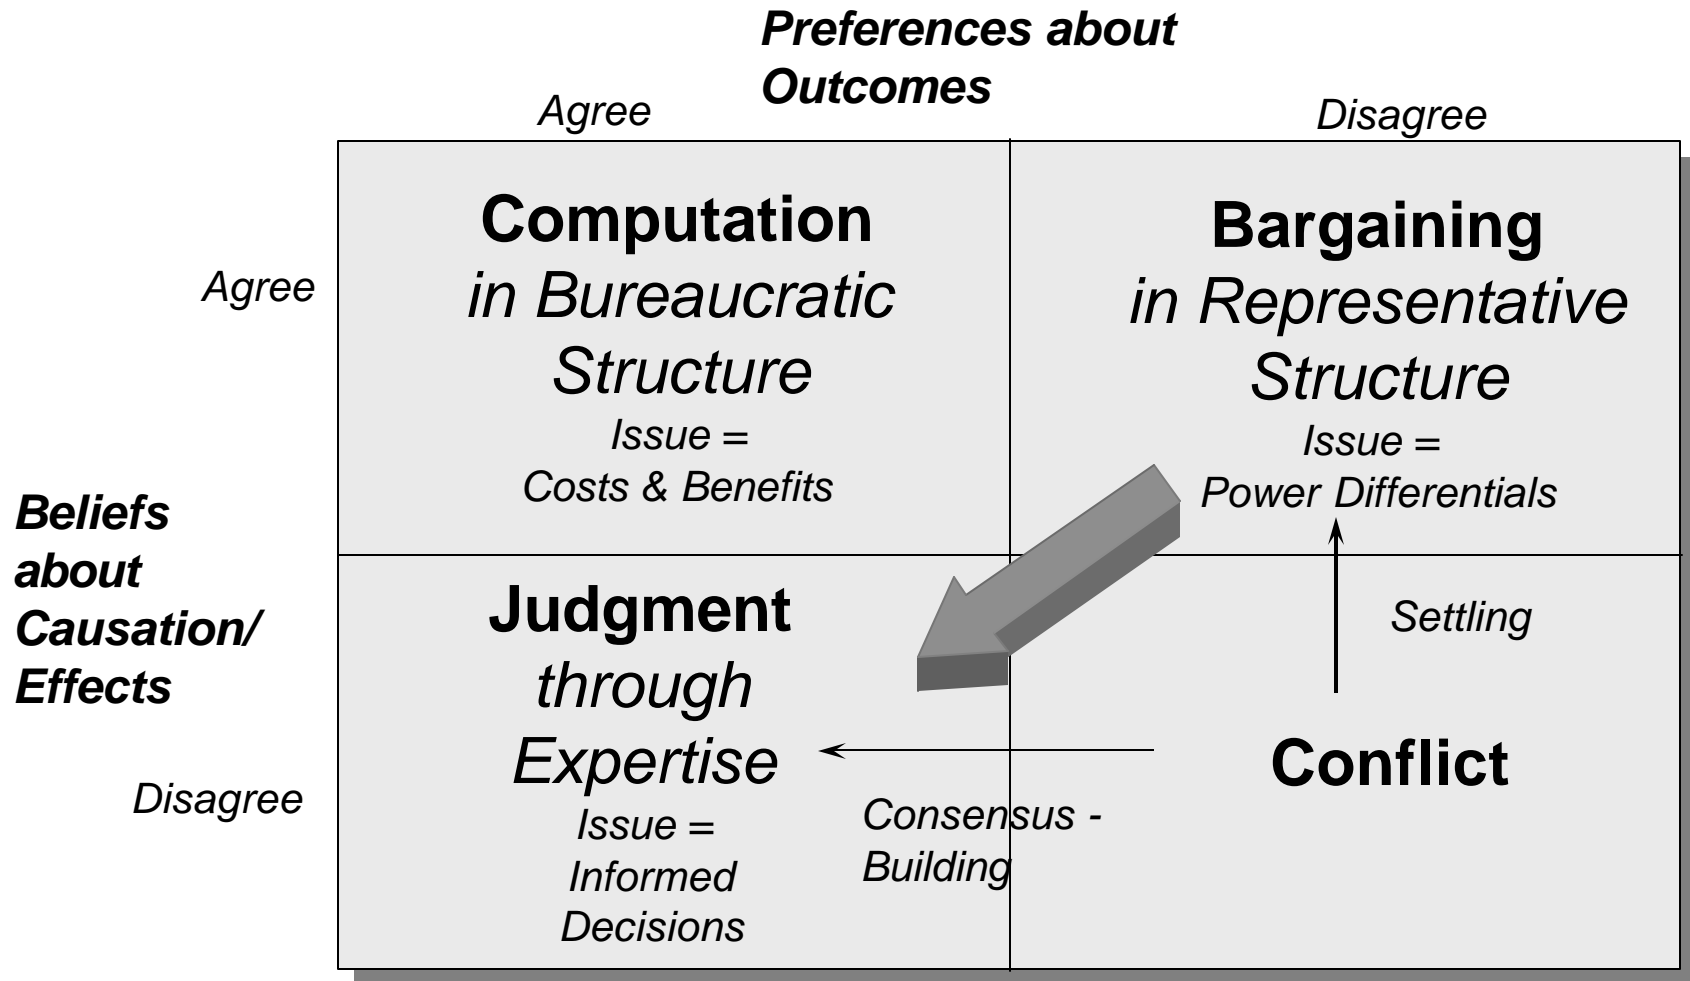 Preferences about
Outcomes
Agree
Disagree
Computation
in Bureaucratic
Structure
Issue =
Costs & Benefits
Bargaining
in Representative
Structure
Issue =
Power Differentials
Agree
Beliefs
about
Causation/
Effects
Disagree
Judgment
through
Expertise
Issue =
Informed
Decisions
Consensus -
Building
Settling
Conflict